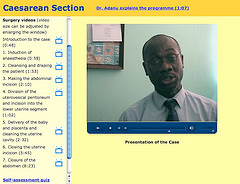 Caesarean Section
Dr. Adanu explains the programme (1:07)
Surgery videos (video
size can be adjusted by
enlarging the window)
Introduction to the case
(0:48)
1. Induction of
anaesthesia (0:58)
2. Cleansing and draping
the patient (1:53)
3. Making the abdominal
incision (2:10)
4. Division of the
uterovesical peritoneum
and incision into the
lower uterine segment
(1:02)
5. Delivery of the baby
and placenta and
cleaning the uterine
cavity (2:32)
6. Closing the uterine
incision (5:45)
7. Closure of the
abdomen (8:23)
Self-assessment quiz
Presentation of the Case